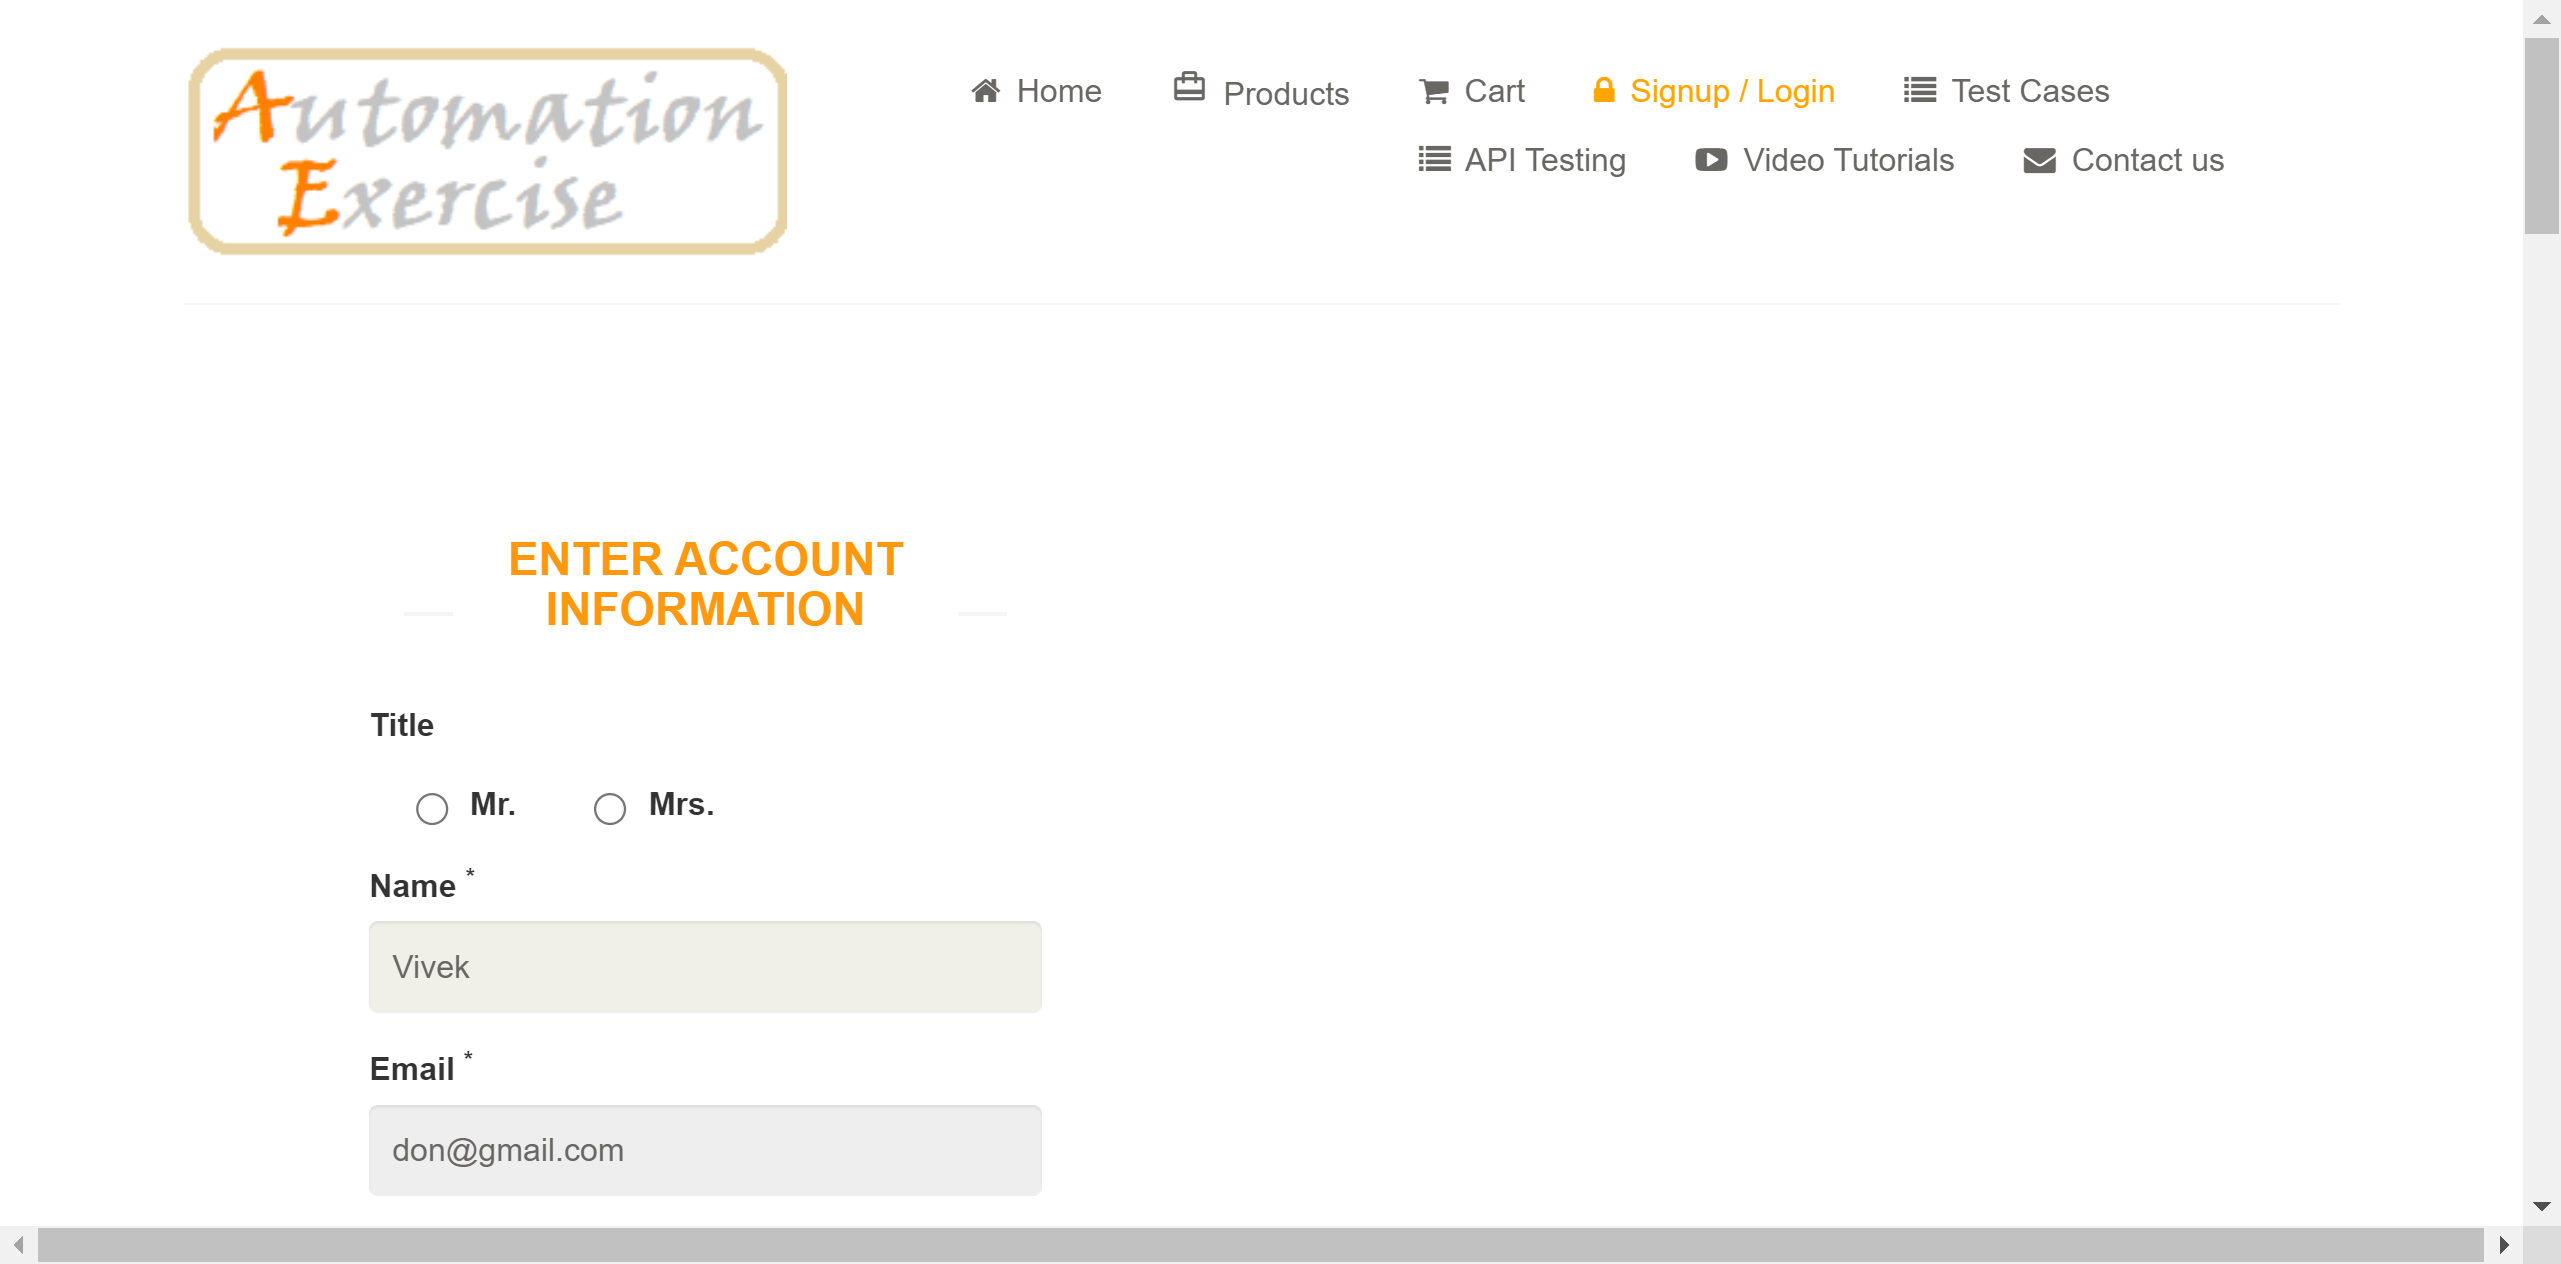 Automation
Exercise
Home
Products
Cart
Signup / Login
Test Cases
API Testing
Video Tutorials
Contact us
ENTER ACCOUNT
INFORMATION
Title
Mr.
Mrs.
Name *
Vivek
Email *
don@gmail.com